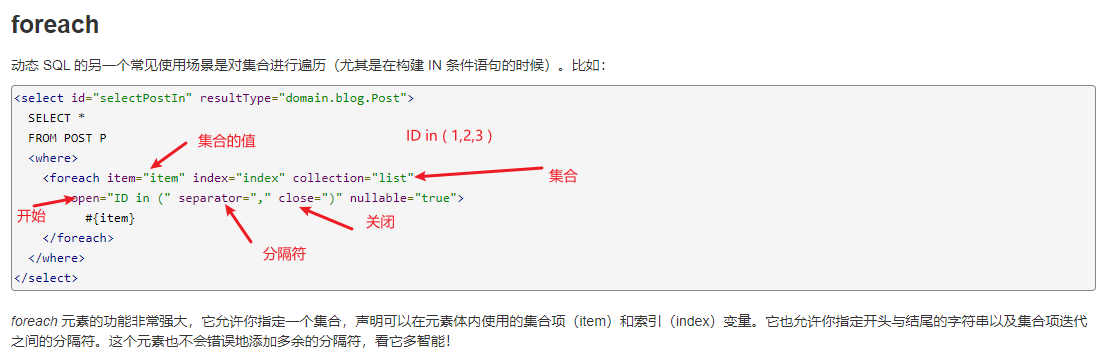 foreach
动态 SQL 的另一个常见使用场景是对集合进行遍历（尤其是在构建 IN 条件语句的时候）。比如：
<select id="selectPostIn" resultType="domain.blog.Post">
SELECT *
FROM POST P
集合的值
ID in ( 1,2,3 )
<where>
<foreach item="item" index="index" collection="list"
集合
open="ID in (" separator="," close=")" nullable="true">
开始
#{item}
关闭
</foreach>
分隔符
</where>
</select>
foreach 元素的功能非常强大，它允许你指定一个集合，声明可以在元素体内使用的集合项（item）和索引（index）变量。它也允许你指定开头与结尾的字符串以及集合项迭代
之间的分隔符。这个元素也不会错误地添加多余的分隔符，看它多智能！